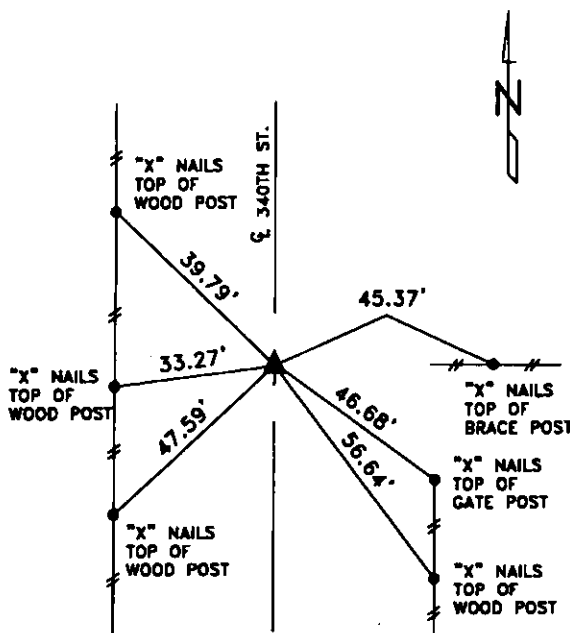 N
"X" NAILS
TOP OF
WOOD POST
℄ 340TH ST.
39.79'
45.37'
"X" NAILS
TOP OF
WOOD POST
33.27'
"X" NAILS
TOP OF
BRACE POST
47.59'
46.68'
56.64'
"X" NAILS
TOP OF
GATE POST
"X" NAILS
TOP OF
WOOD POST
"X" NAILS
TOP OF
WOOD POST